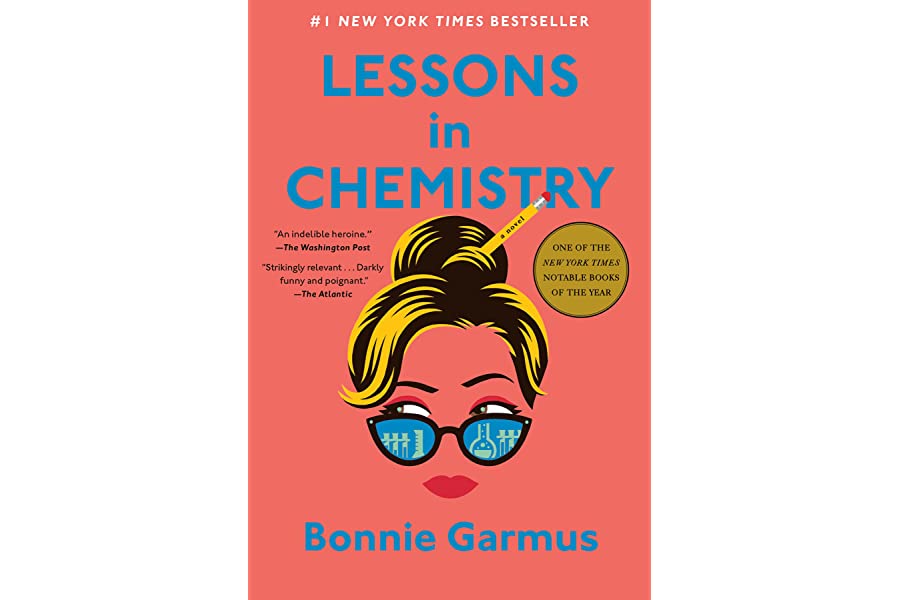 #1 NEW YORK TIMES BESTSELLER
LESSONS
in
CHEMISTRY
a novel
"An indelible heroine."
—The Washington Post
"Strikingly relevant . . . Darkly
funny and poignant."
—The Atlantic
ONE OF THE
NEW YORK TIMES
NOTABLE BOOKS
OF THE YEAR
Bonnie Garmus